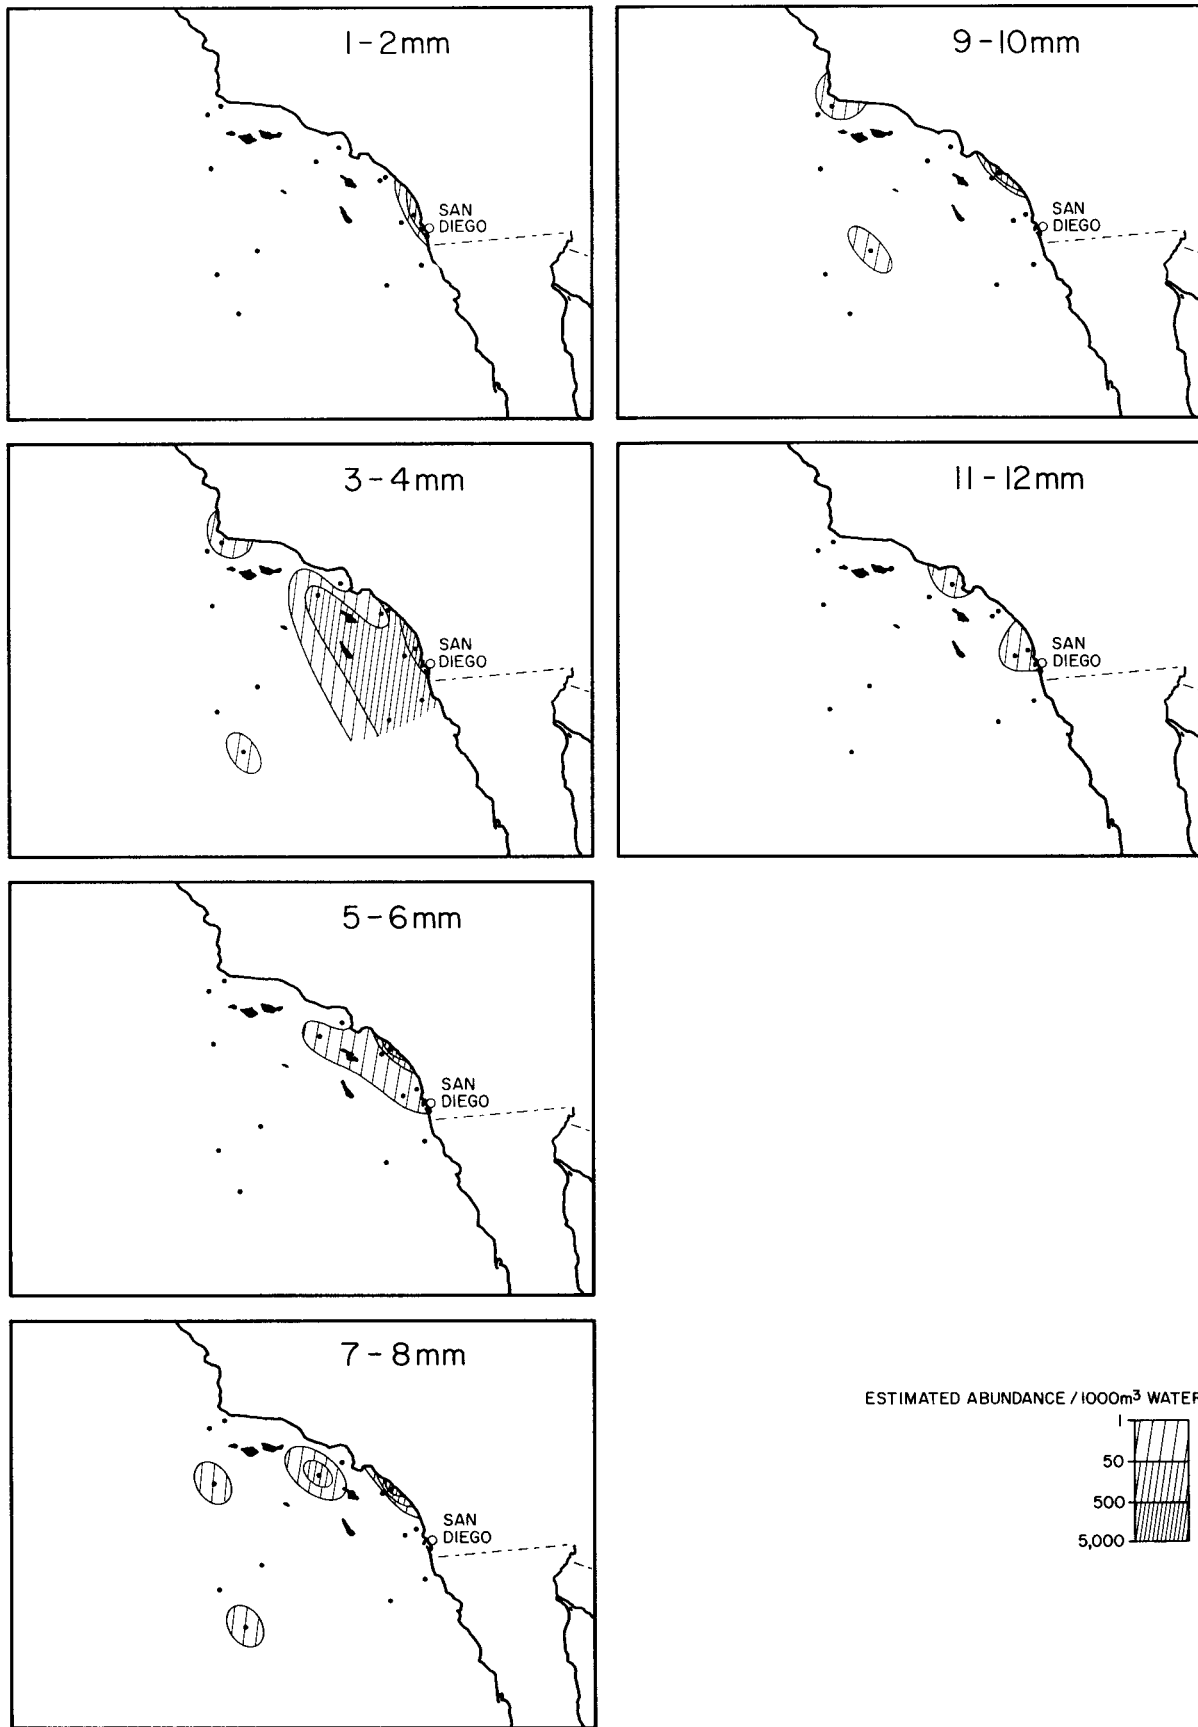 1-2mm
SAN
DIEGO
9-10mm
SAN
DIEGO
3-4mm
SAN
DIEGO
11-12mm
SAN
DIEGO
5-6mm
SAN
DIEGO
7-8mm
SAN
DIEGO
ESTIMATED ABUNDANCE / 1000m³ WATER
1
50
500
5,000